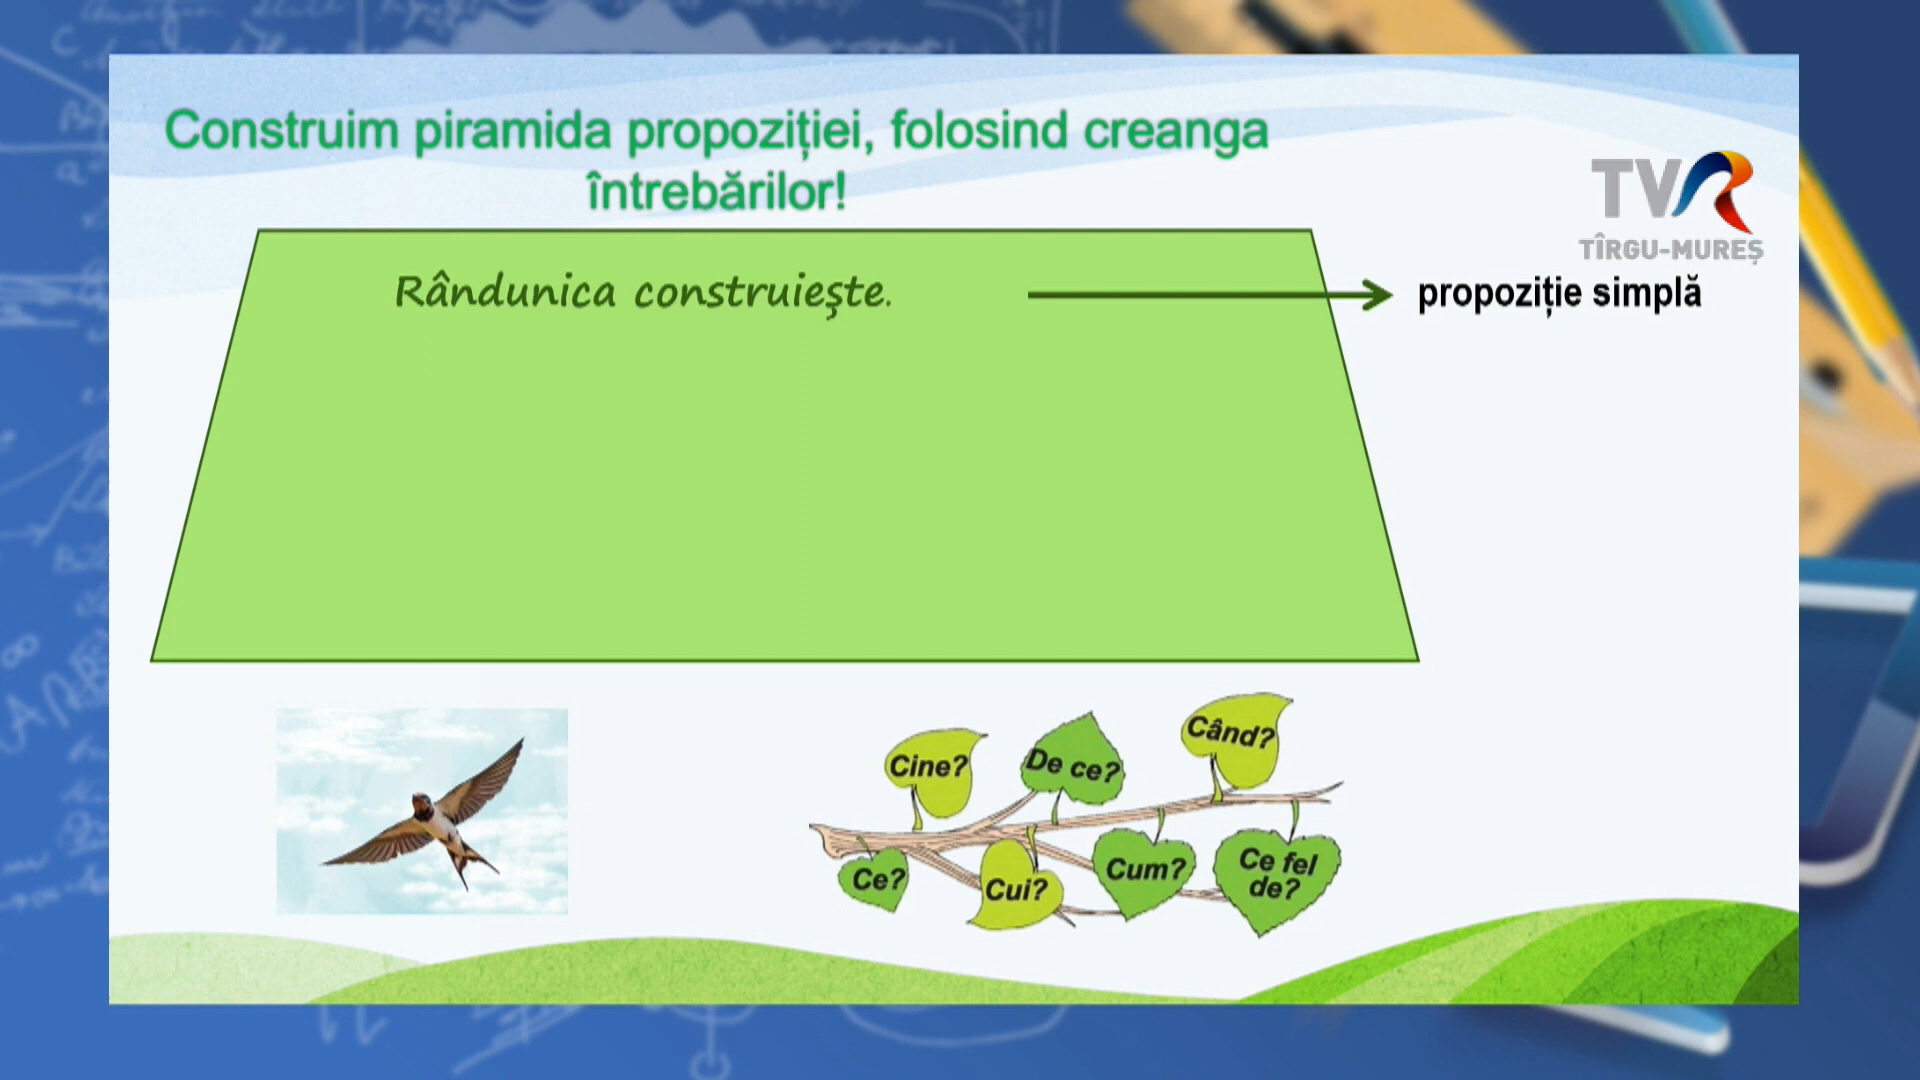 Construim piramida propoziției, folosind creanga
întrebărilor!
TVR
TÎRGU-MUREȘ
Rândunica construiește.
propoziție simplă
Cine?
De ce?
Când?
Ce?
Cui?
Cum?
Ce fel
de?